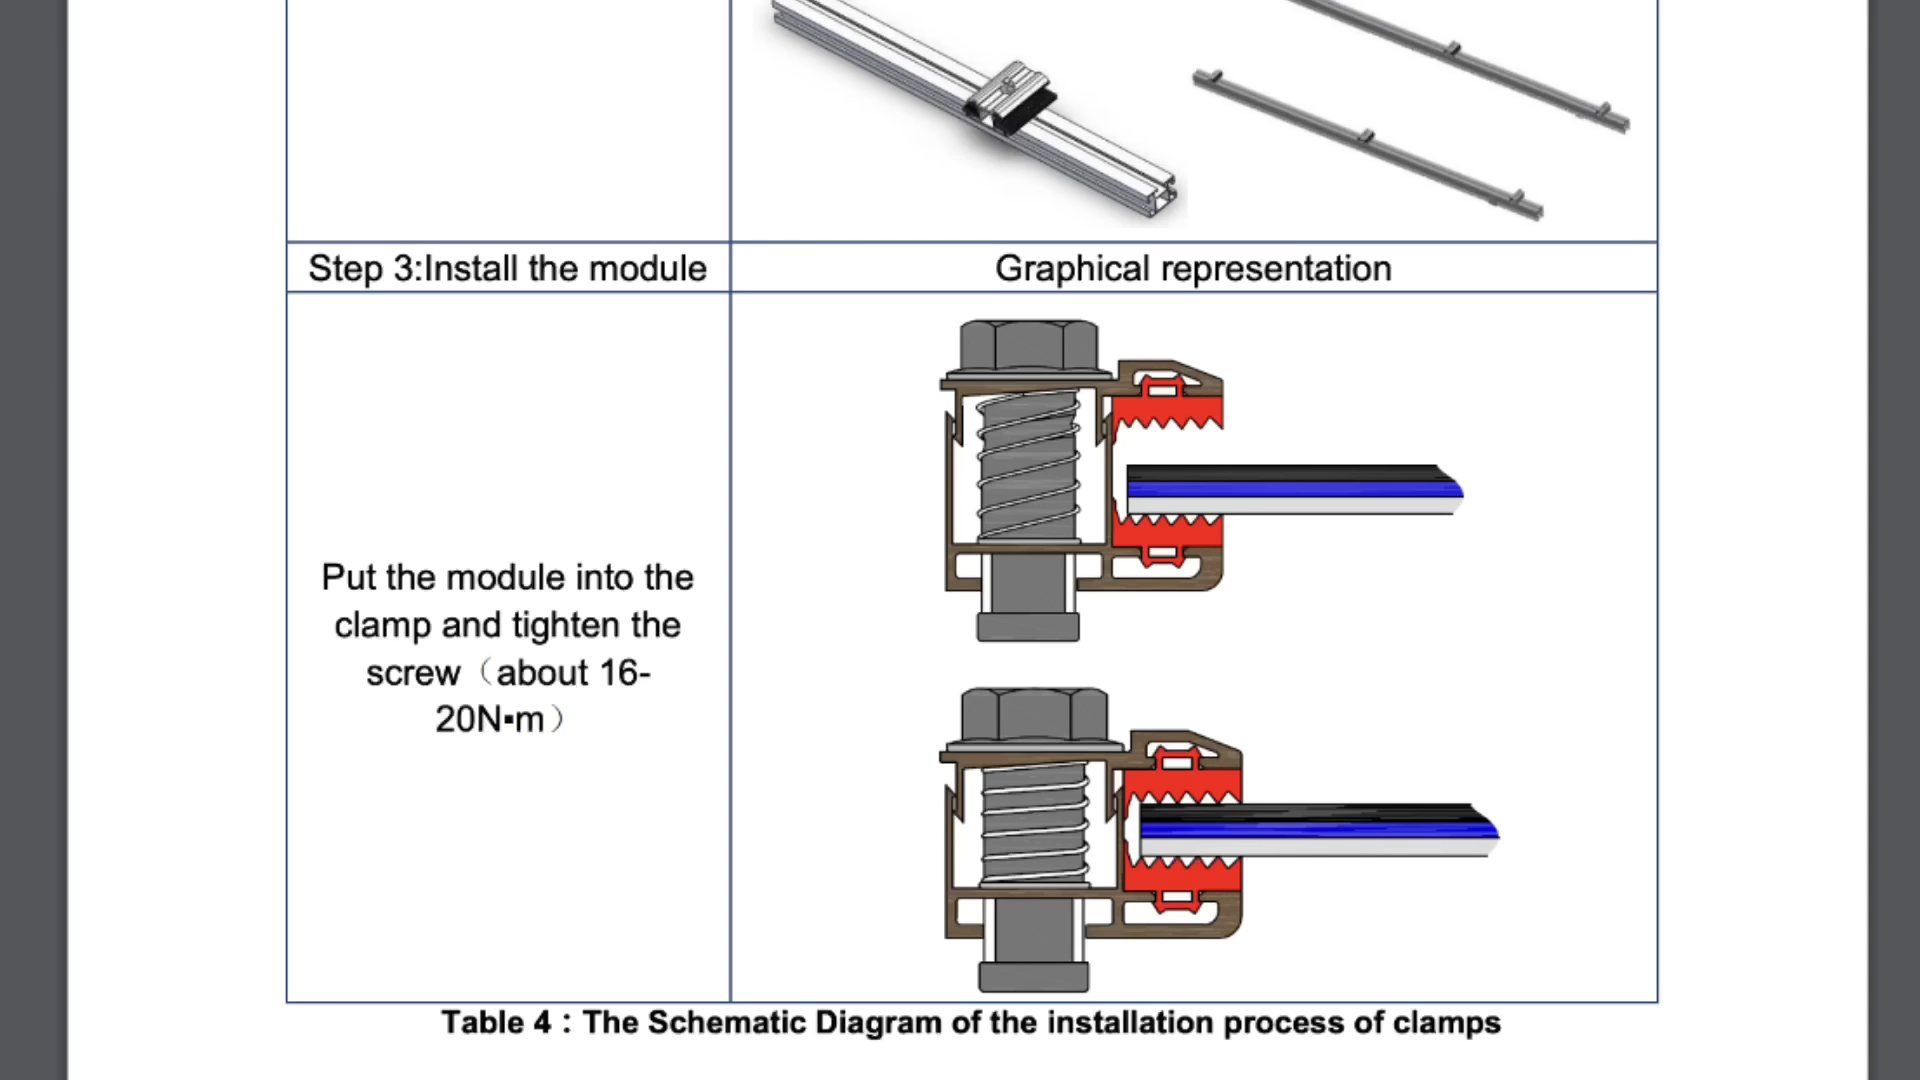 Step 3:Install the module
Graphical representation
Put the module into the
clamp and tighten the
screw（about 16-
20N▪m）
Table 4：The Schematic Diagram of the installation process of clamps